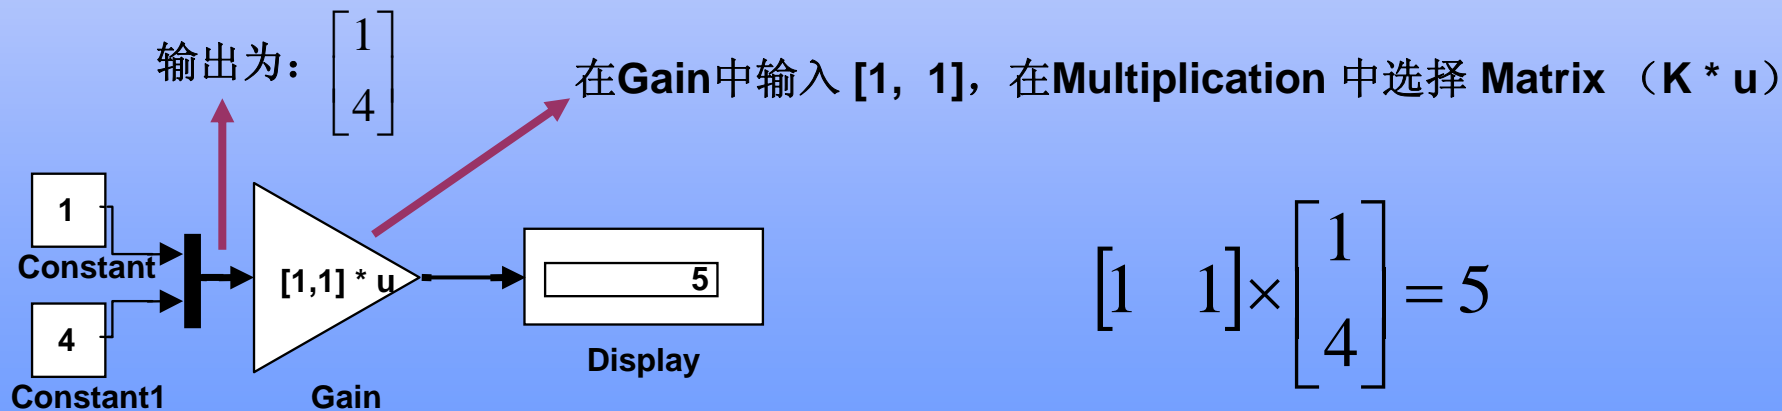 输出为： [1 4]
在Gain中输入 [1, 1]，在Multiplication 中选择 Matrix （K * u）
1
Constant
4
Constant1
[1,1] * u
Gain
5
Display
[1 1]×[1 4] = 5